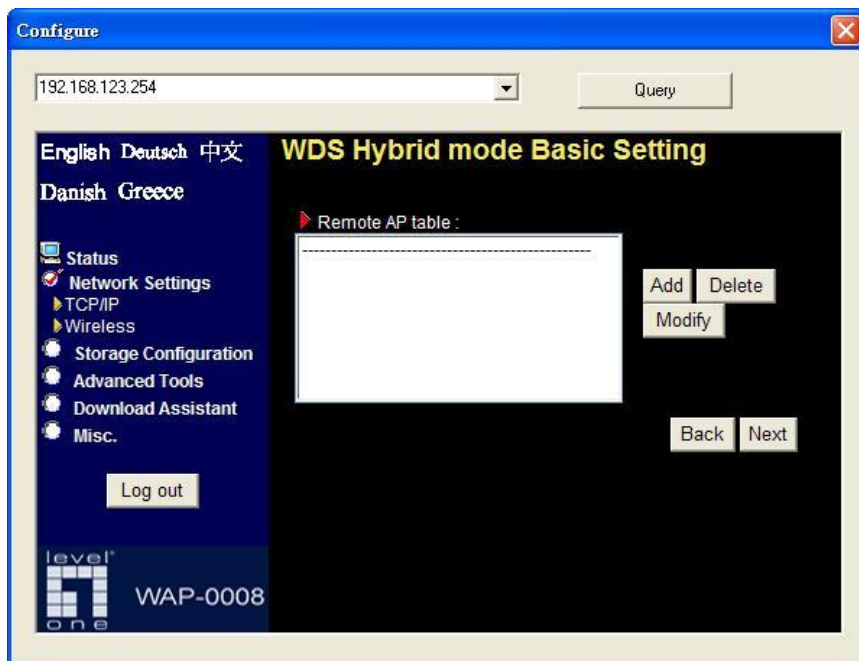 Configure
192.168.123.254
Query
English Deutsch 中文
Danish Greece
Status
Network Settings
TCP/IP
Wireless
Storage Configuration
Advanced Tools
Download Assistant
Misc.
Log out
level
one
WAP-0008
WDS Hybrid mode Basic Setting
Remote AP table :
--------------------------------------------------
Add Delete
Modify
Back Next